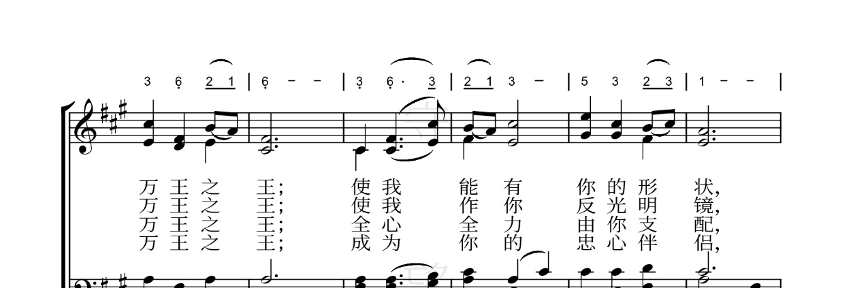 3 6 2 1 | 6 - - | 3 6 · 3 | 2 1 3 - | 5 3 2 3 | 1 - - |
万 王 之 王； 使 我 能 有 你 的 形 状，
万 王 之 王； 使 我 作 你 反 光 明 镜，
万 王 之 王； 全 心 全 力 由 你 支 配，
万 王 之 王； 成 为 你 的 忠 心 伴 侣，